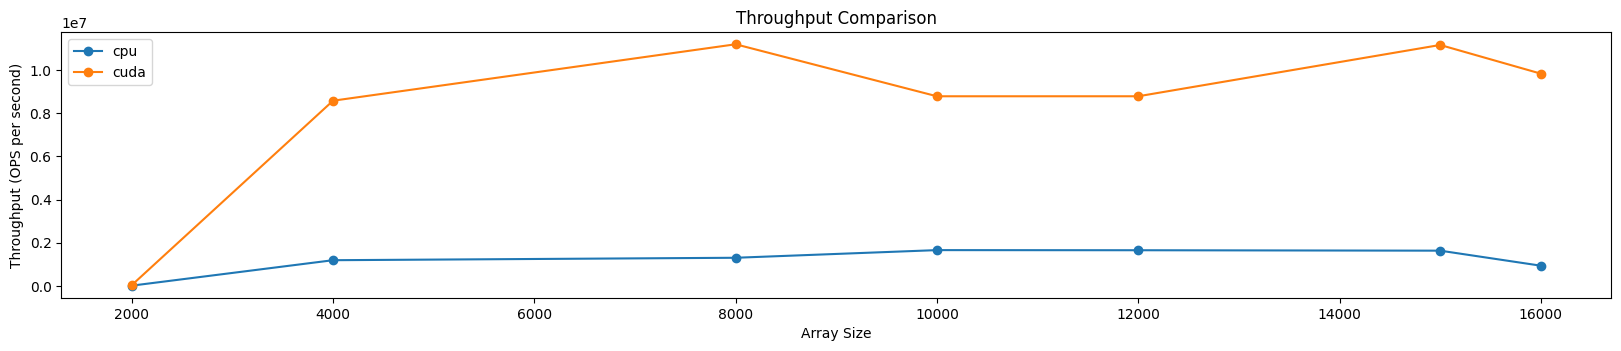 Throughput Comparison
1e7
cpu
cuda
Throughput (OPS per second)
1.0
0.8
0.6
0.4
0.2
0.0
2000 4000 6000 8000 10000 12000 14000 16000
Array Size